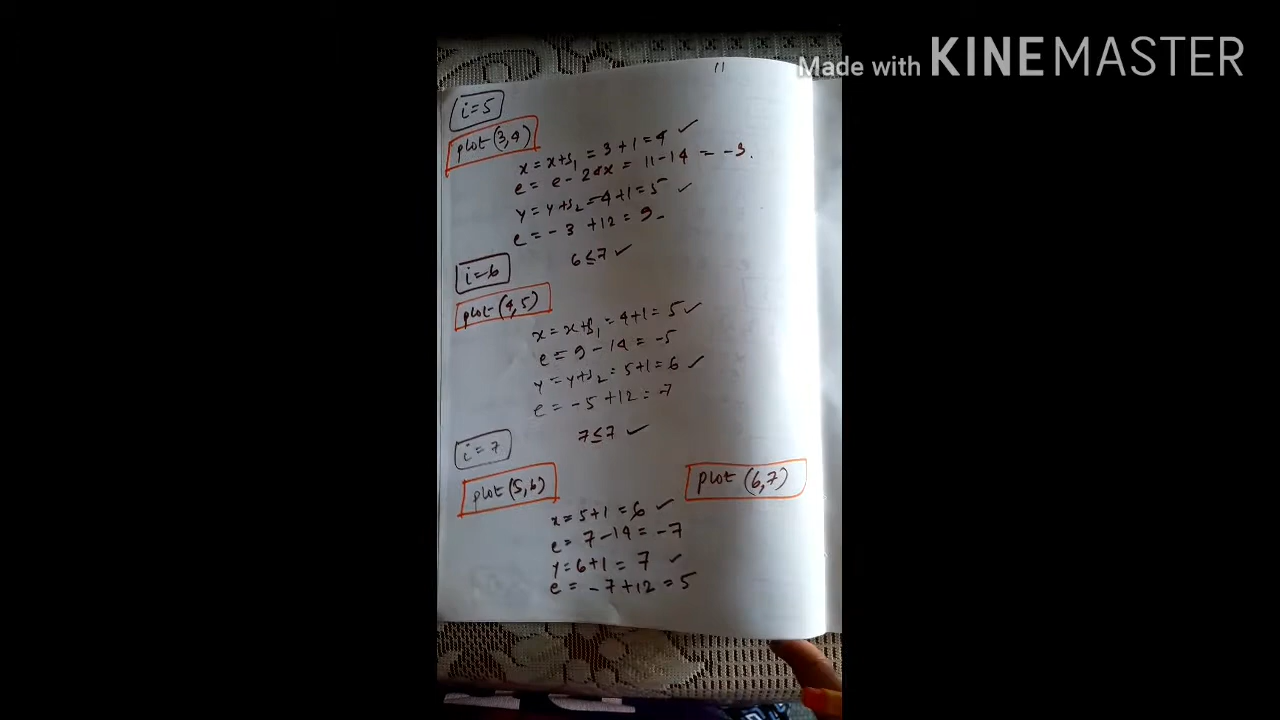 Made with KINEMASTER
11
i=5
plot (3,4)
x = x+s₁ = 3+1 = 4 ✓
e = e - 2Δx = 11-14 = -3.
y = y+s₂ = 4+1 = 5 ✓
e = -3 +12 = 9
6 ≤ 7 ✓
i=6
plot (4,5)
x = x+s₁ = 4+1 = 5 ✓
e = 9 - 14 = -5
y = y+s₂ = 5+1 = 6 ✓
e = -5 +12 = 7
7 ≤ 7 ✓
i = 7
plot (5,6)
plot (6,7)
x = 5+1 = 6 ✓
e = 7-14 = -7
y = 6+1 = 7 ✓
e = -7+12 = 5